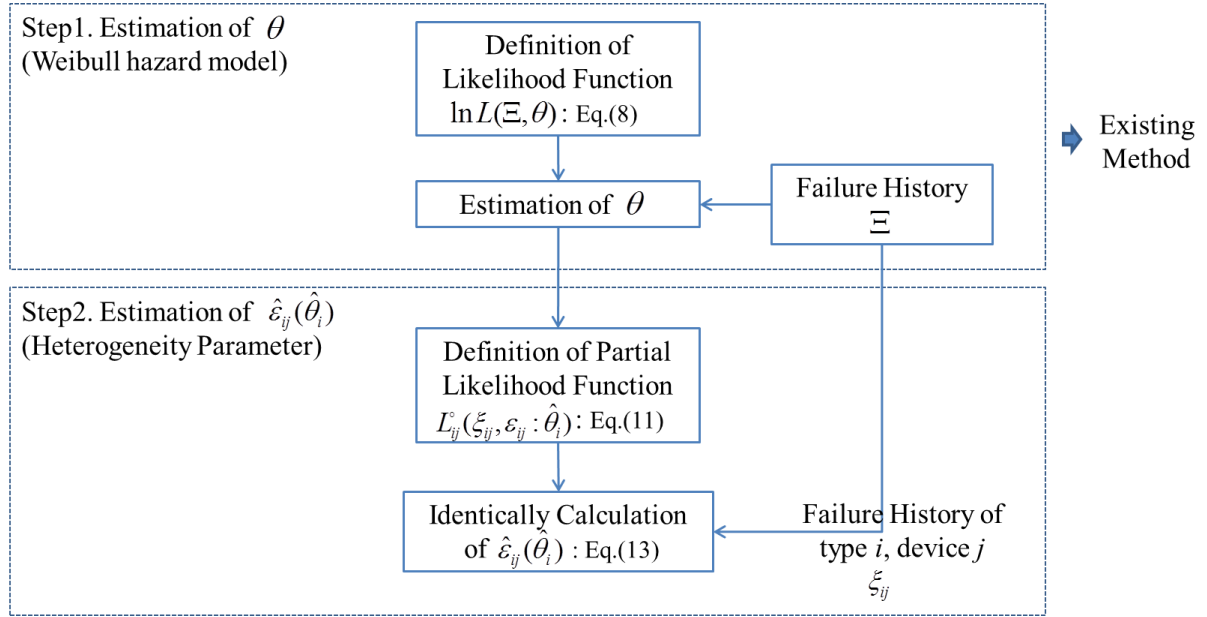 Step1. Estimation of θ
(Weibull hazard model)
Definition of
Likelihood Function
ln L(Ξ, θ) : Eq.(8)
Estimation of θ
Failure History
Ξ
Existing
Method
Step2. Estimation of ε̂ᵢⱼ(θ̂ᵢ)
(Heterogeneity Parameter)
Definition of Partial
Likelihood Function
L°ᵢⱼ(ξᵢⱼ, εᵢⱼ : θ̂ᵢ) : Eq.(11)
Identically Calculation
of ε̂ᵢⱼ(θ̂ᵢ) : Eq.(13)
Failure History of
type i, device j
ξᵢⱼ